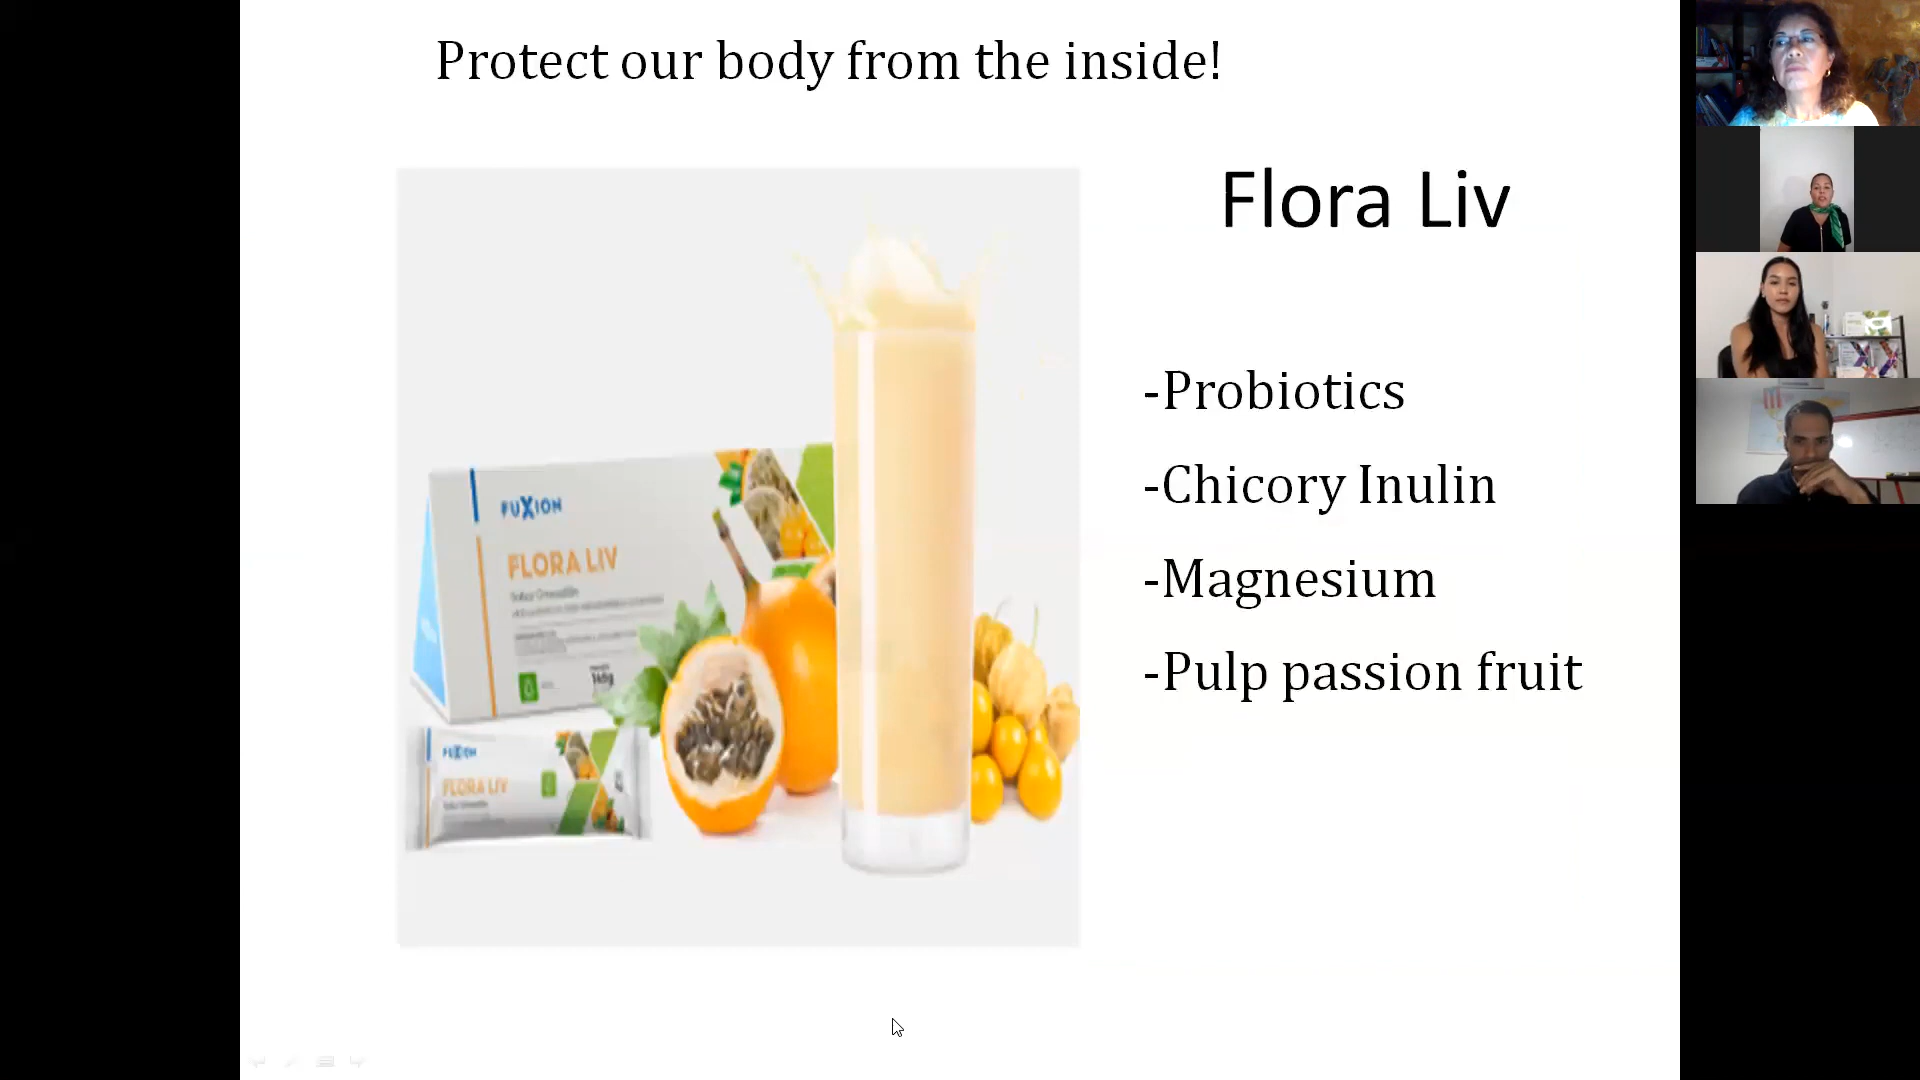 Protect our body from the inside!
Flora Liv
-Probiotics
-Chicory Inulin
-Magnesium
-Pulp passion fruit
FUXION
FLORA LIV
FUXION
FLORA LIV